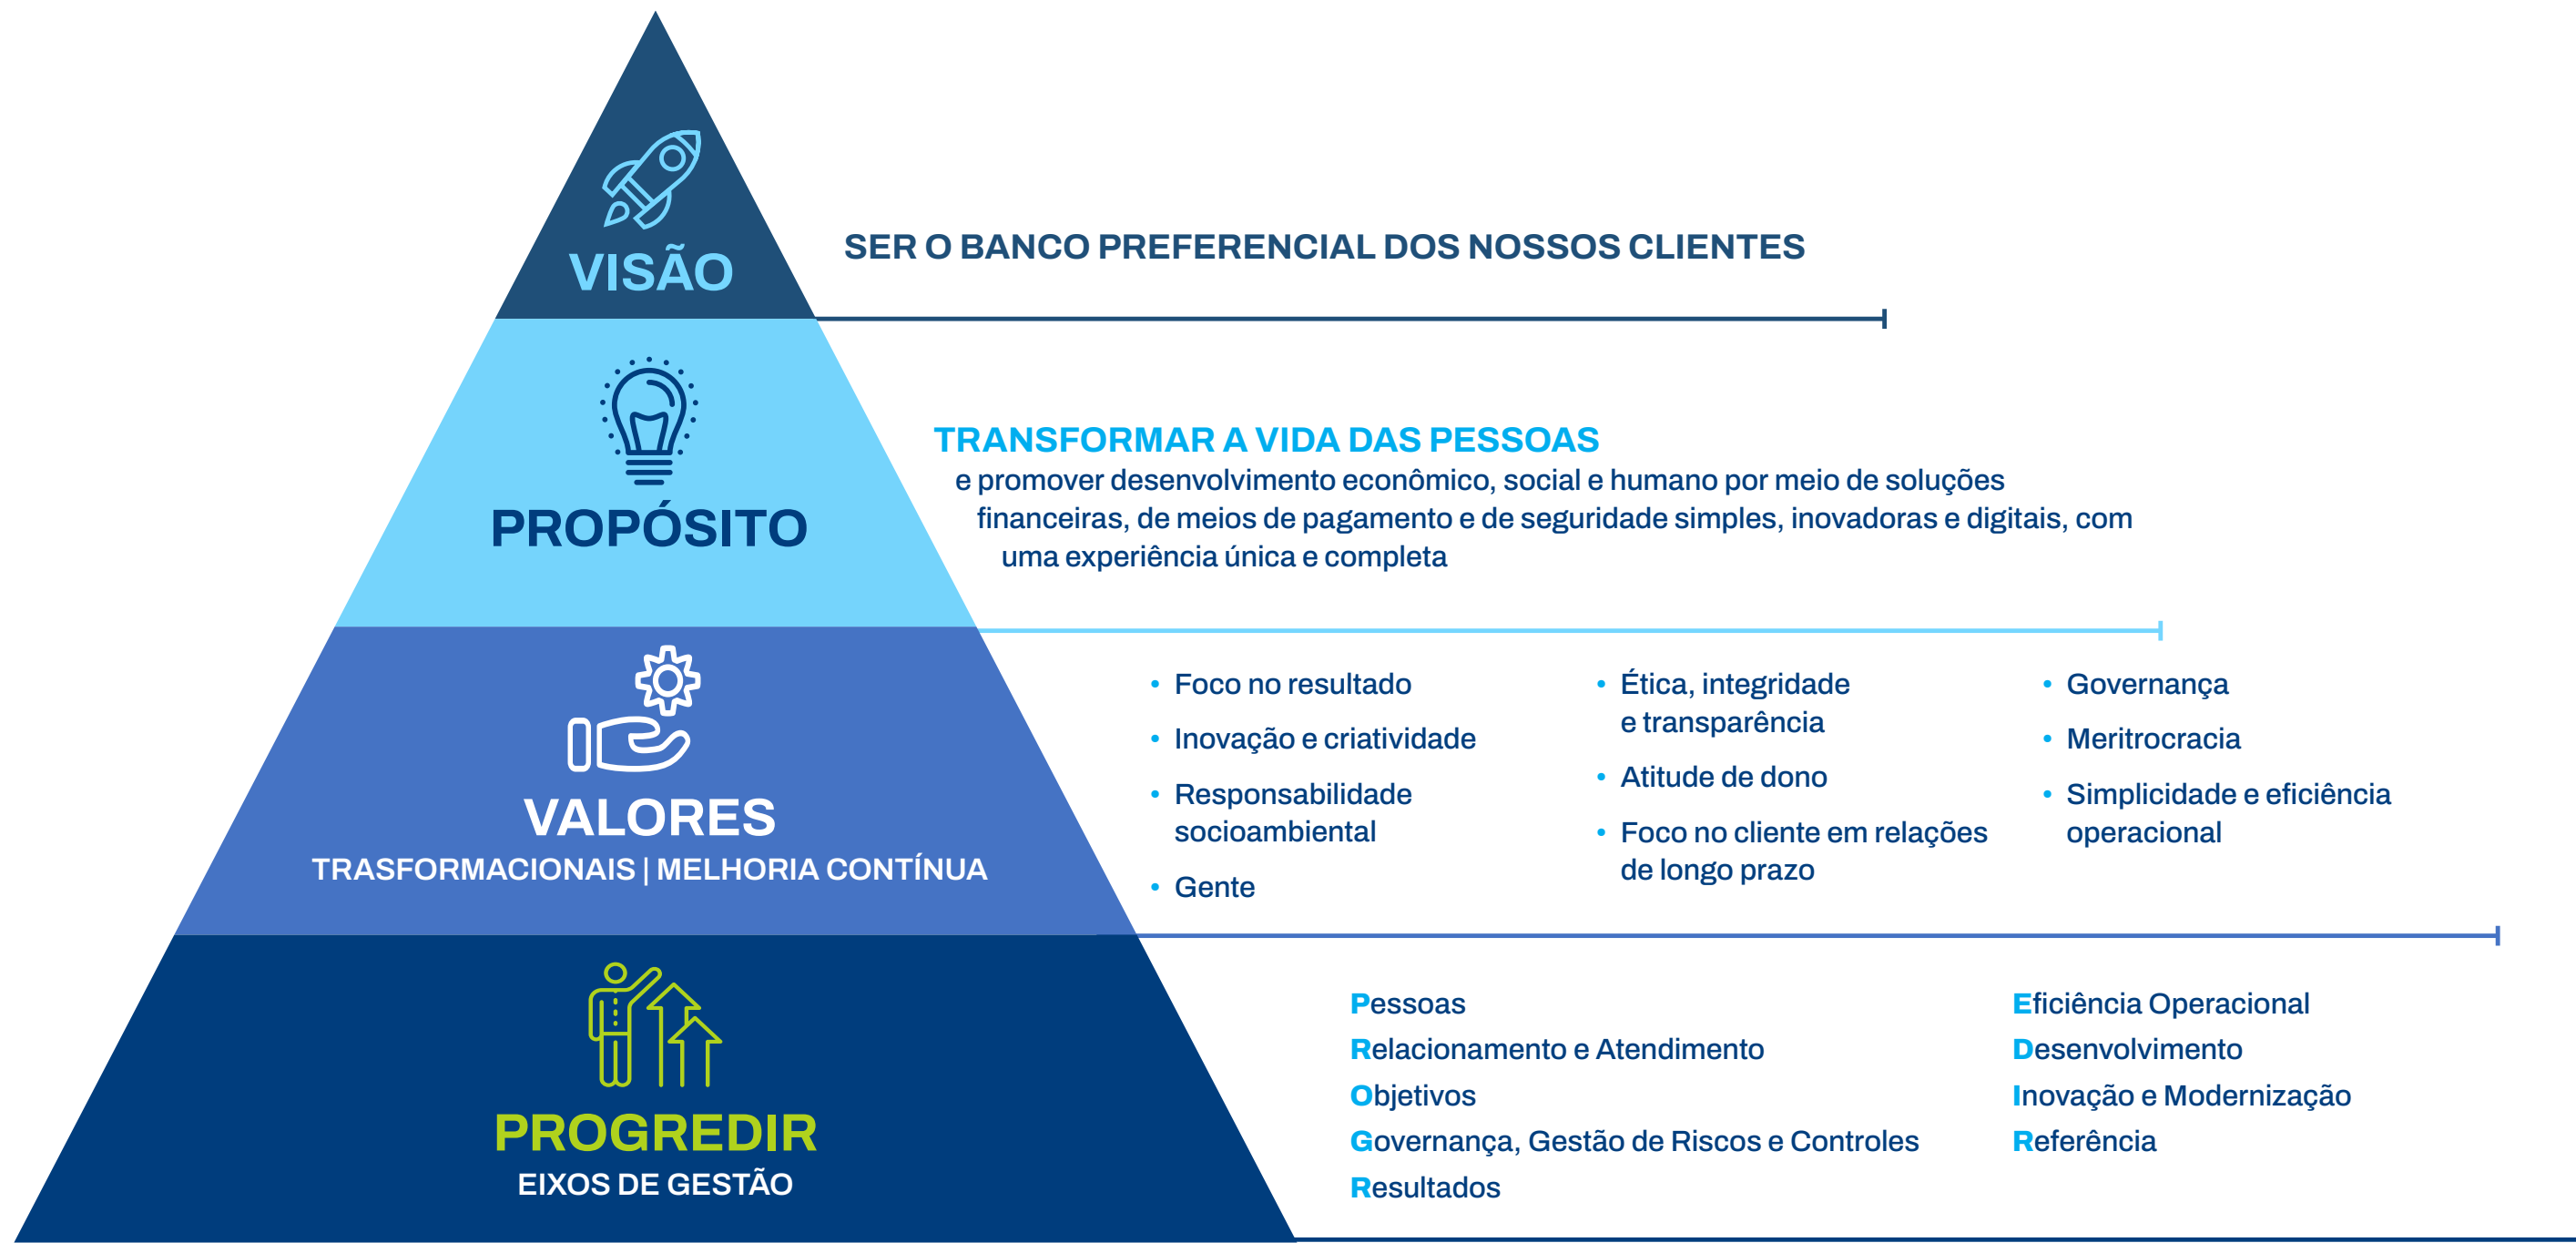 VISÃO
SER O BANCO PREFERENCIAL DOS NOSSOS CLIENTES
PROPÓSITO
TRANSFORMAR A VIDA DAS PESSOAS
e promover desenvolvimento econômico, social e humano por meio de soluções
financeiras, de meios de pagamento e de seguridade simples, inovadoras e digitais, com
uma experiência única e completa
VALORES
TRASFORMACIONAIS | MELHORIA CONTÍNUA
• Foco no resultado
• Inovação e criatividade
• Responsabilidade
socioambiental
• Gente
• Ética, integridade
e transparência
• Atitude de dono
• Foco no cliente em relações
de longo prazo
• Governança
• Meritrocracia
• Simplicidade e eficiência
operacional
PROGREDIR
EIXOS DE GESTÃO
Pessoas
Relacionamento e Atendimento
Objetivos
Governança, Gestão de Riscos e Controles
Resultados
Eficiência Operacional
Desenvolvimento
Inovação e Modernização
Referência